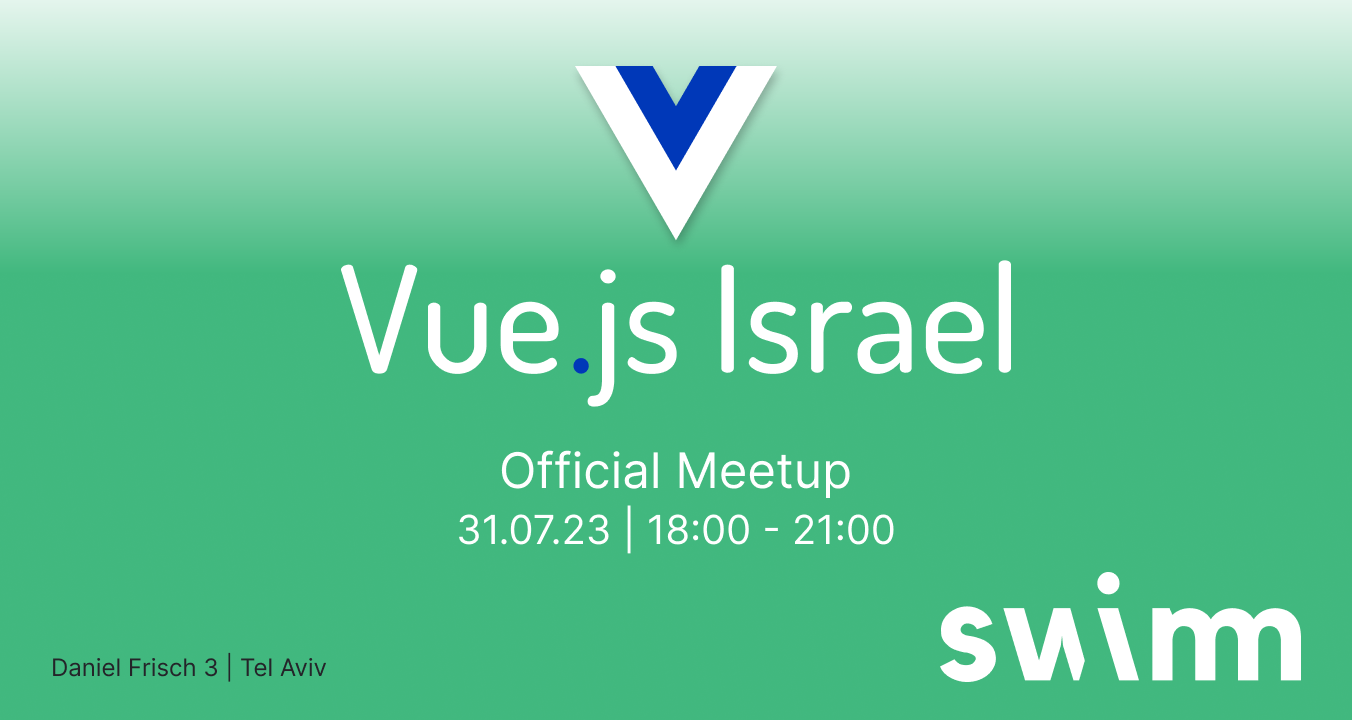 Vue.js Israel
Official Meetup
31.07.23 | 18:00 - 21:00
swimm
Daniel Frisch 3 | Tel Aviv